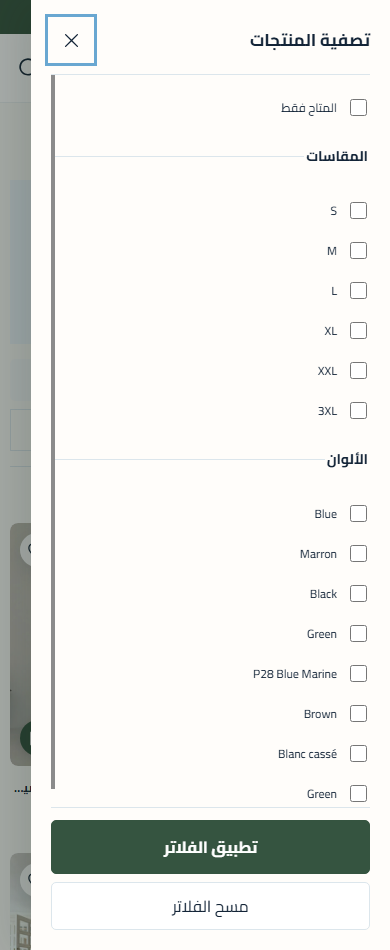 تصفية المنتجات
المتاح فقط
المقاسات
S
M
L
XL
XXL
3XL
الألوان
Blue
Marron
Black
Green
P28 Blue Marine
Brown
Blanc cassé
Green
تطبيق الفلاتر
مسح الفلاتر